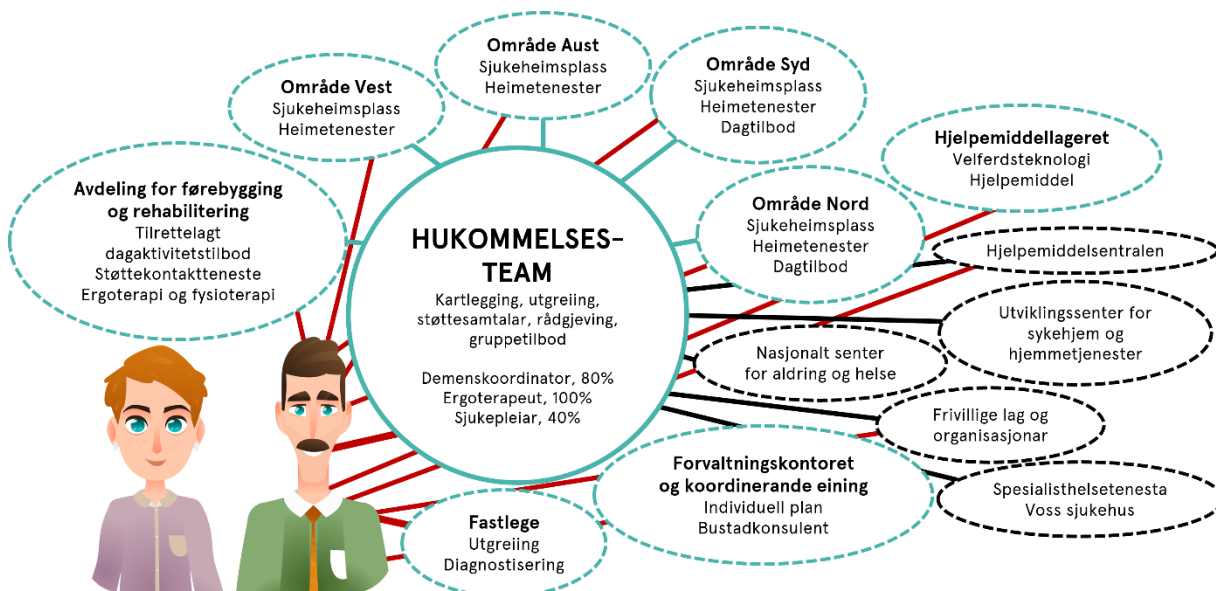 Område Aust
Sjukeheimsplass
Heimetenester
Område Syd
Sjukeheimsplass
Heimetenester
Dagtilbod
Område Vest
Sjukeheimsplass
Heimetenester
Hjelpemiddellageret
Velferdsteknologi
Hjelpemiddel
Avdeling for førebygging
og rehabilitering
Tilrettelagt
dagaktivitetstilbod
Støttekontaktteneste
Ergoterapi og fysioterapi
Område Nord
Sjukeheimsplass
Heimetenester
Dagtilbod
HUKOMMELSES-
TEAM
Kartlegging, utgreiing,
støttesamtalar, rådgjeving,
gruppetilbod
Demenskoordinator, 80%
Ergoterapeut, 100%
Sjukepleiar, 40%
Hjelpemiddelsentralen
Utviklingssenter for
sykehjem og
hjemmetjenester
Nasjonalt senter
for aldring og helse
Frivillige lag og
organisasjonar
Forvaltningskontoret
og koordinerande eining
Individuell plan
Bustadkonsulent
Spesialisthelsetenesta
Voss sjukehus
Fastlege
Utgreiing
Diagnostisering